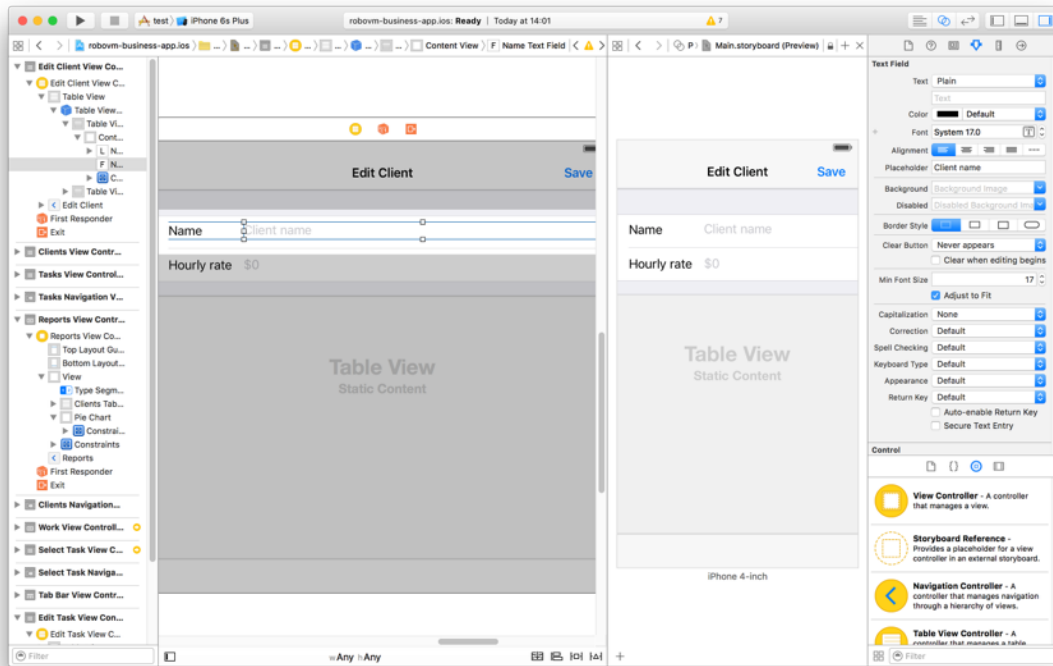 test iPhone 6s Plus
robovm-business-app.ios: Ready | Today at 14:01
7
robovm-business-app.ios
Content View
F Name Text Field
P
Main.storyboard (Preview)
Edit Client View Co...
Edit Client View C...
Table View
Table View...
Table Vi...
Cont...
L N...
F N...
C...
Table Vi...
Edit Client
First Responder
Exit
Clients View Contr...
Tasks View Control...
Tasks Navigation V...
Reports View Contr...
Reports View Co...
Top Layout Gu...
Bottom Layout...
View
Type Segm...
Clients Tab...
Pie Chart
Constrai...
Constraints
Reports
First Responder
Exit
Clients Navigation...
Work View Controll...
Select Task View C...
Select Task Naviga...
Tab Bar View Contr...
Edit Task View Con...
Edit Task View C...
Filter
Edit Client
Save
Name
Client name
Hourly rate
$0
Table View
Static Content
wAny hAny
Edit Client
Save
Name
Client name
Hourly rate
$0
Table View
Static Content
iPhone 4-inch
Text Field
Text Plain
Text
Color Default
Font System 17.0
Alignment
Placeholder Client name
Background Background Image
Disabled Disabled Background Ima
Border Style
Clear Button Never appears
Clear when editing begins
Min Font Size 17
Adjust to Fit
Capitalization None
Correction Default
Spell Checking Default
Keyboard Type Default
Appearance Default
Return Key Default
Auto-enable Return Key
Secure Text Entry
Control
View Controller - A controller
that manages a view.
Storyboard Reference -
Provides a placeholder for a view
controller in an external storyboard.
Navigation Controller - A
controller that manages navigation
through a hierarchy of views.
Table View Controller - A
controller that manages a table
Filter